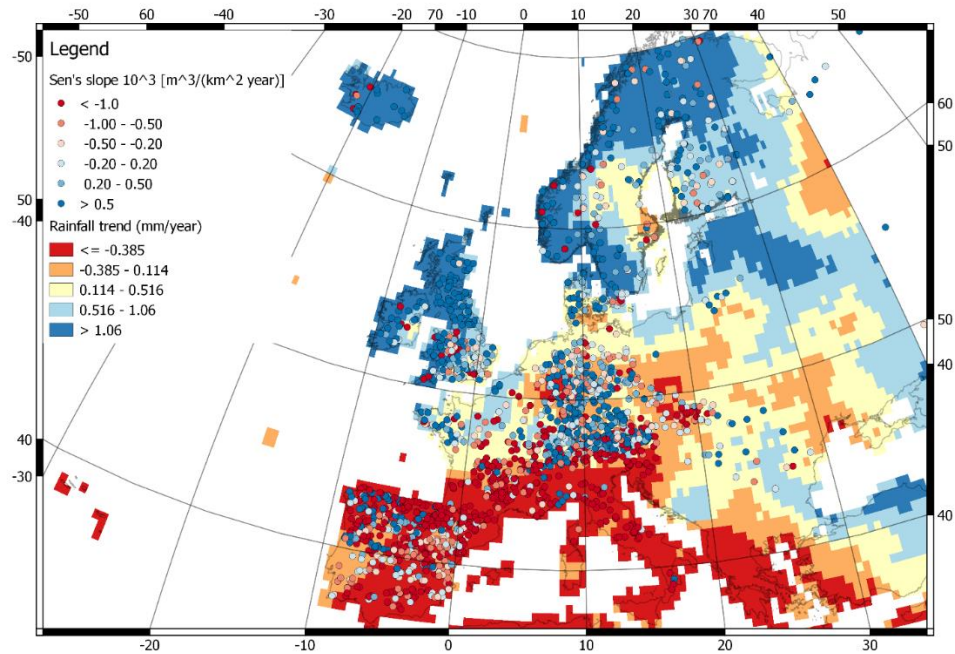 -50 -40 -30 -20 70 -10 0 10 20 30 70 40 50
-50
Legend
Sen's slope 10^3 [m^3/(km^2 year)]
< -1.0
-1.00 - -0.50
60
-0.50 - -0.20
-0.20 - 0.20
50
0.20 - 0.50
50
> 0.5
-40
Rainfall trend (mm/year)
<= -0.385
-0.385 - 0.114
0.114 - 0.516
0.516 - 1.06
50
> 1.06
40
40
-30
40
-20 -10 0 10 20 30